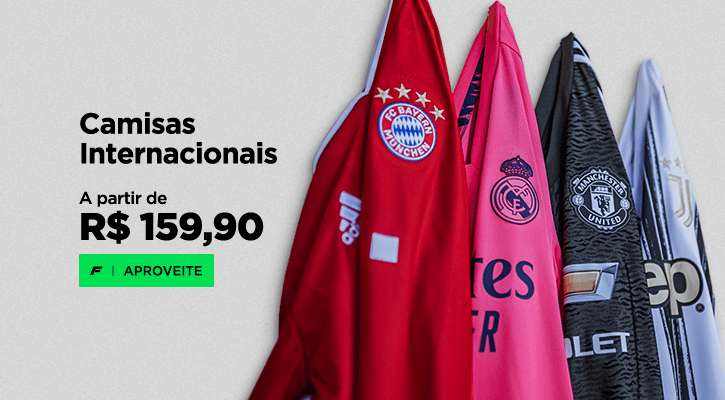 Camisas
Internacionais
A partir de
R$ 159,90
F | APROVEITE
FC BAYERN
MÜNCHEN
MANCHESTER
UNITED